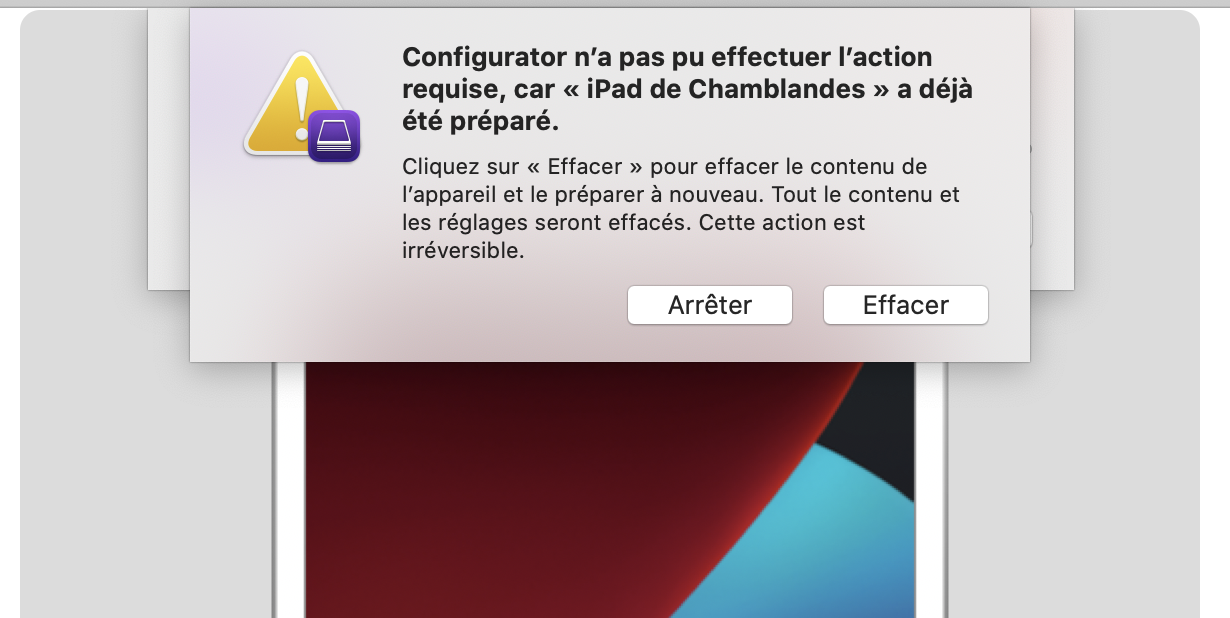 Configurator n’a pas pu effectuer l’action
requise, car « iPad de Chamblandes » a déjà
été préparé.
Cliquez sur « Effacer » pour effacer le contenu de
l’appareil et le préparer à nouveau. Tout le contenu et
les réglages seront effacés. Cette action est
irréversible.
Arrêter
Effacer